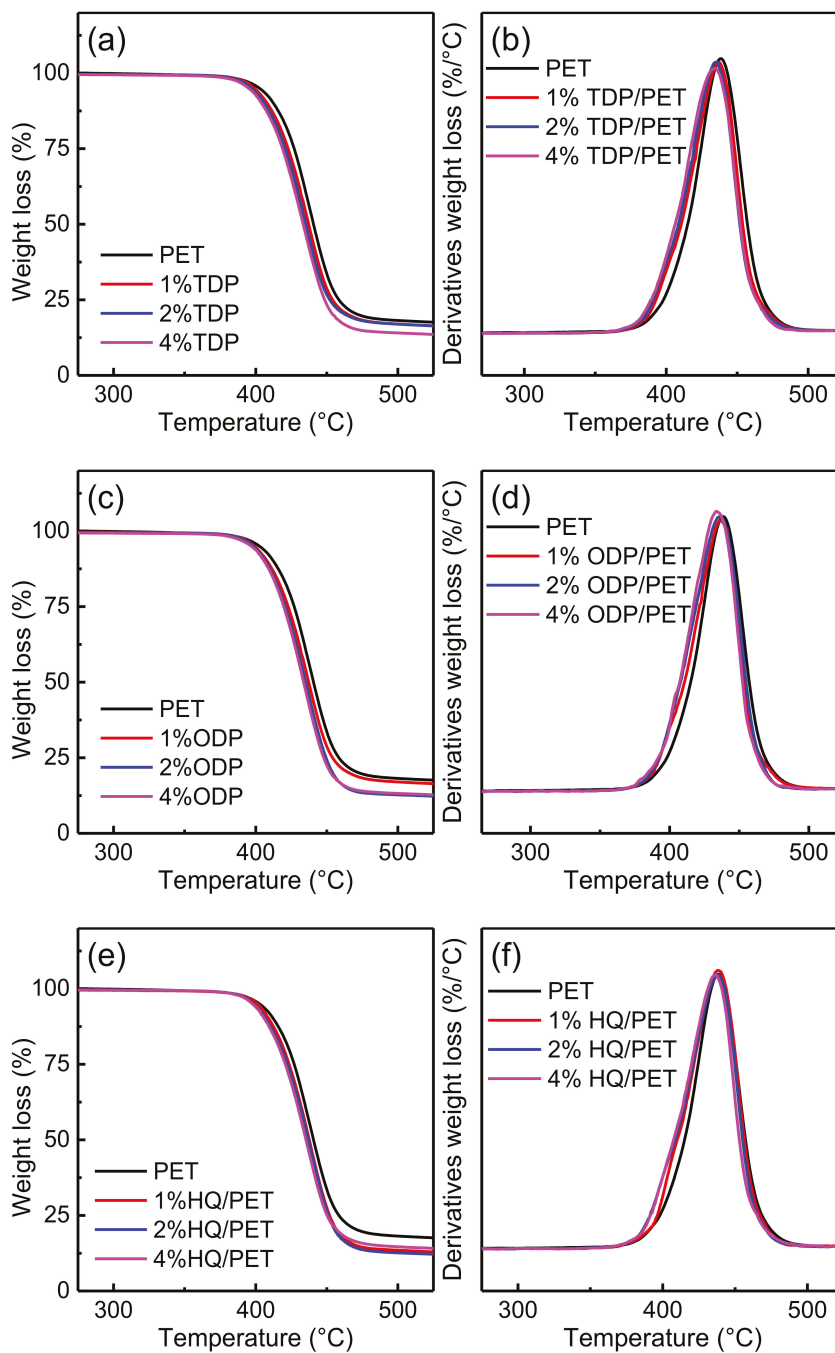 (a)
100
75
50
25
0
Weight loss (%)
PET
1%TDP
2%TDP
4%TDP
300 400 500
Temperature (°C)
(b)
Derivatives weight loss (%/°C)
PET
1% TDP/PET
2% TDP/PET
4% TDP/PET
300 400 500
Temperature (°C)
(c)
100
75
50
25
0
Weight loss (%)
PET
1%ODP
2%ODP
4%ODP
300 400 500
Temperature (°C)
(d)
Derivatives weight loss (%/°C)
PET
1% ODP/PET
2% ODP/PET
4% ODP/PET
300 400 500
Temperature (°C)
(e)
100
75
50
25
0
Weight loss (%)
PET
1%HQ/PET
2%HQ/PET
4%HQ/PET
300 400 500
Temperature (°C)
(f)
Derivatives weight loss (%/°C)
PET
1% HQ/PET
2% HQ/PET
4% HQ/PET
300 400 500
Temperature (°C)